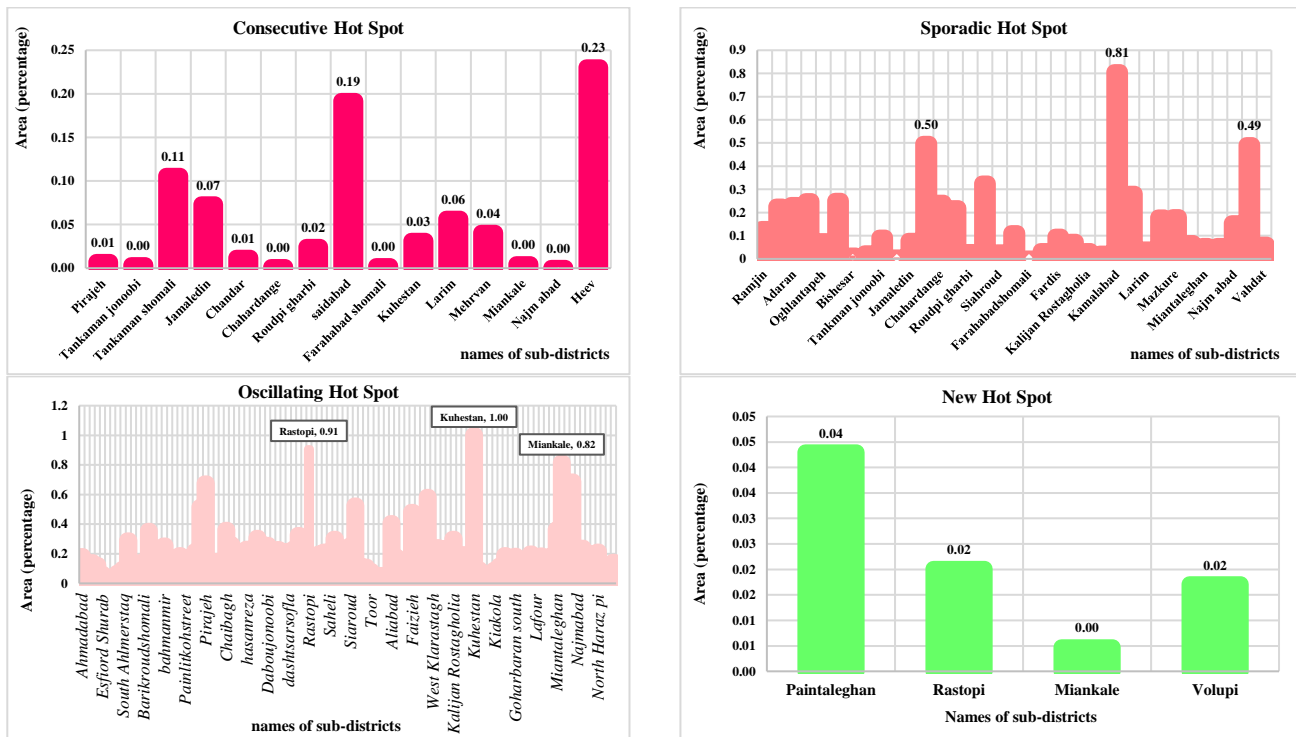 Consecutive Hot Spot
Area (percentage)
0.25
0.20
0.15
0.10
0.05
0.00
0.01
0.00
0.11
0.07
0.01
0.00
0.02
0.19
0.00
0.03
0.06
0.04
0.00
0.00
0.23
Pirajeh
Tankaman jonoobi
Tankaman shomali
Jamaledin
Chandar
Chahardange
Roudpi gharbi
saidabad
Farahabad shomali
Kuhestan
Larim
Mehrvan
Miankale
Najm abad
Heev
names of sub-districts
Sporadic Hot Spot
Area (percentage)
0.9
0.8
0.7
0.6
0.5
0.4
0.3
0.2
0.1
0
0.50
0.81
0.49
Ramjin
Adaran
Oghlantapeh
Bishesar
Tankman jonoobi
Jamaledin
Chahardange
Roudpi gharbi
Siahroud
Farahabadshomali
Fardis
Kalijan Rostagholia
Kamalabad
Larim
Mazkure
Miantaleghan
Najm abad
Vahdat
names of sub-districts
Oscillating Hot Spot
Area (percentage)
1.2
1
0.8
0.6
0.4
0.2
0
Rastopi, 0.91
Kuhestan, 1.00
Miankale, 0.82
Ahmadabad
Esfiord Shurab
South Ahlmerstaq
Barikroudshomali
bahmanmir
Painlitkohstreet
Pirajeh
Chaibagh
hasanreza
Daboujonoobi
dashtsarsofla
Rastopi
Saheli
Siaroud
Toor
Aliabad
Faizieh
West Klarastagh
Kalijan Rostagholia
Kuhestan
Kiakola
Goharbaran south
Lafour
Miantaleghan
Najmabad
North Haraz pi
names of sub-districts
New Hot Spot
Area (percentage)
0.05
0.05
0.04
0.04
0.03
0.03
0.02
0.02
0.01
0.01
0.00
0.04
0.02
0.00
0.02
Paintaleghan
Rastopi
Miankale
Volupi
Names of sub-districts